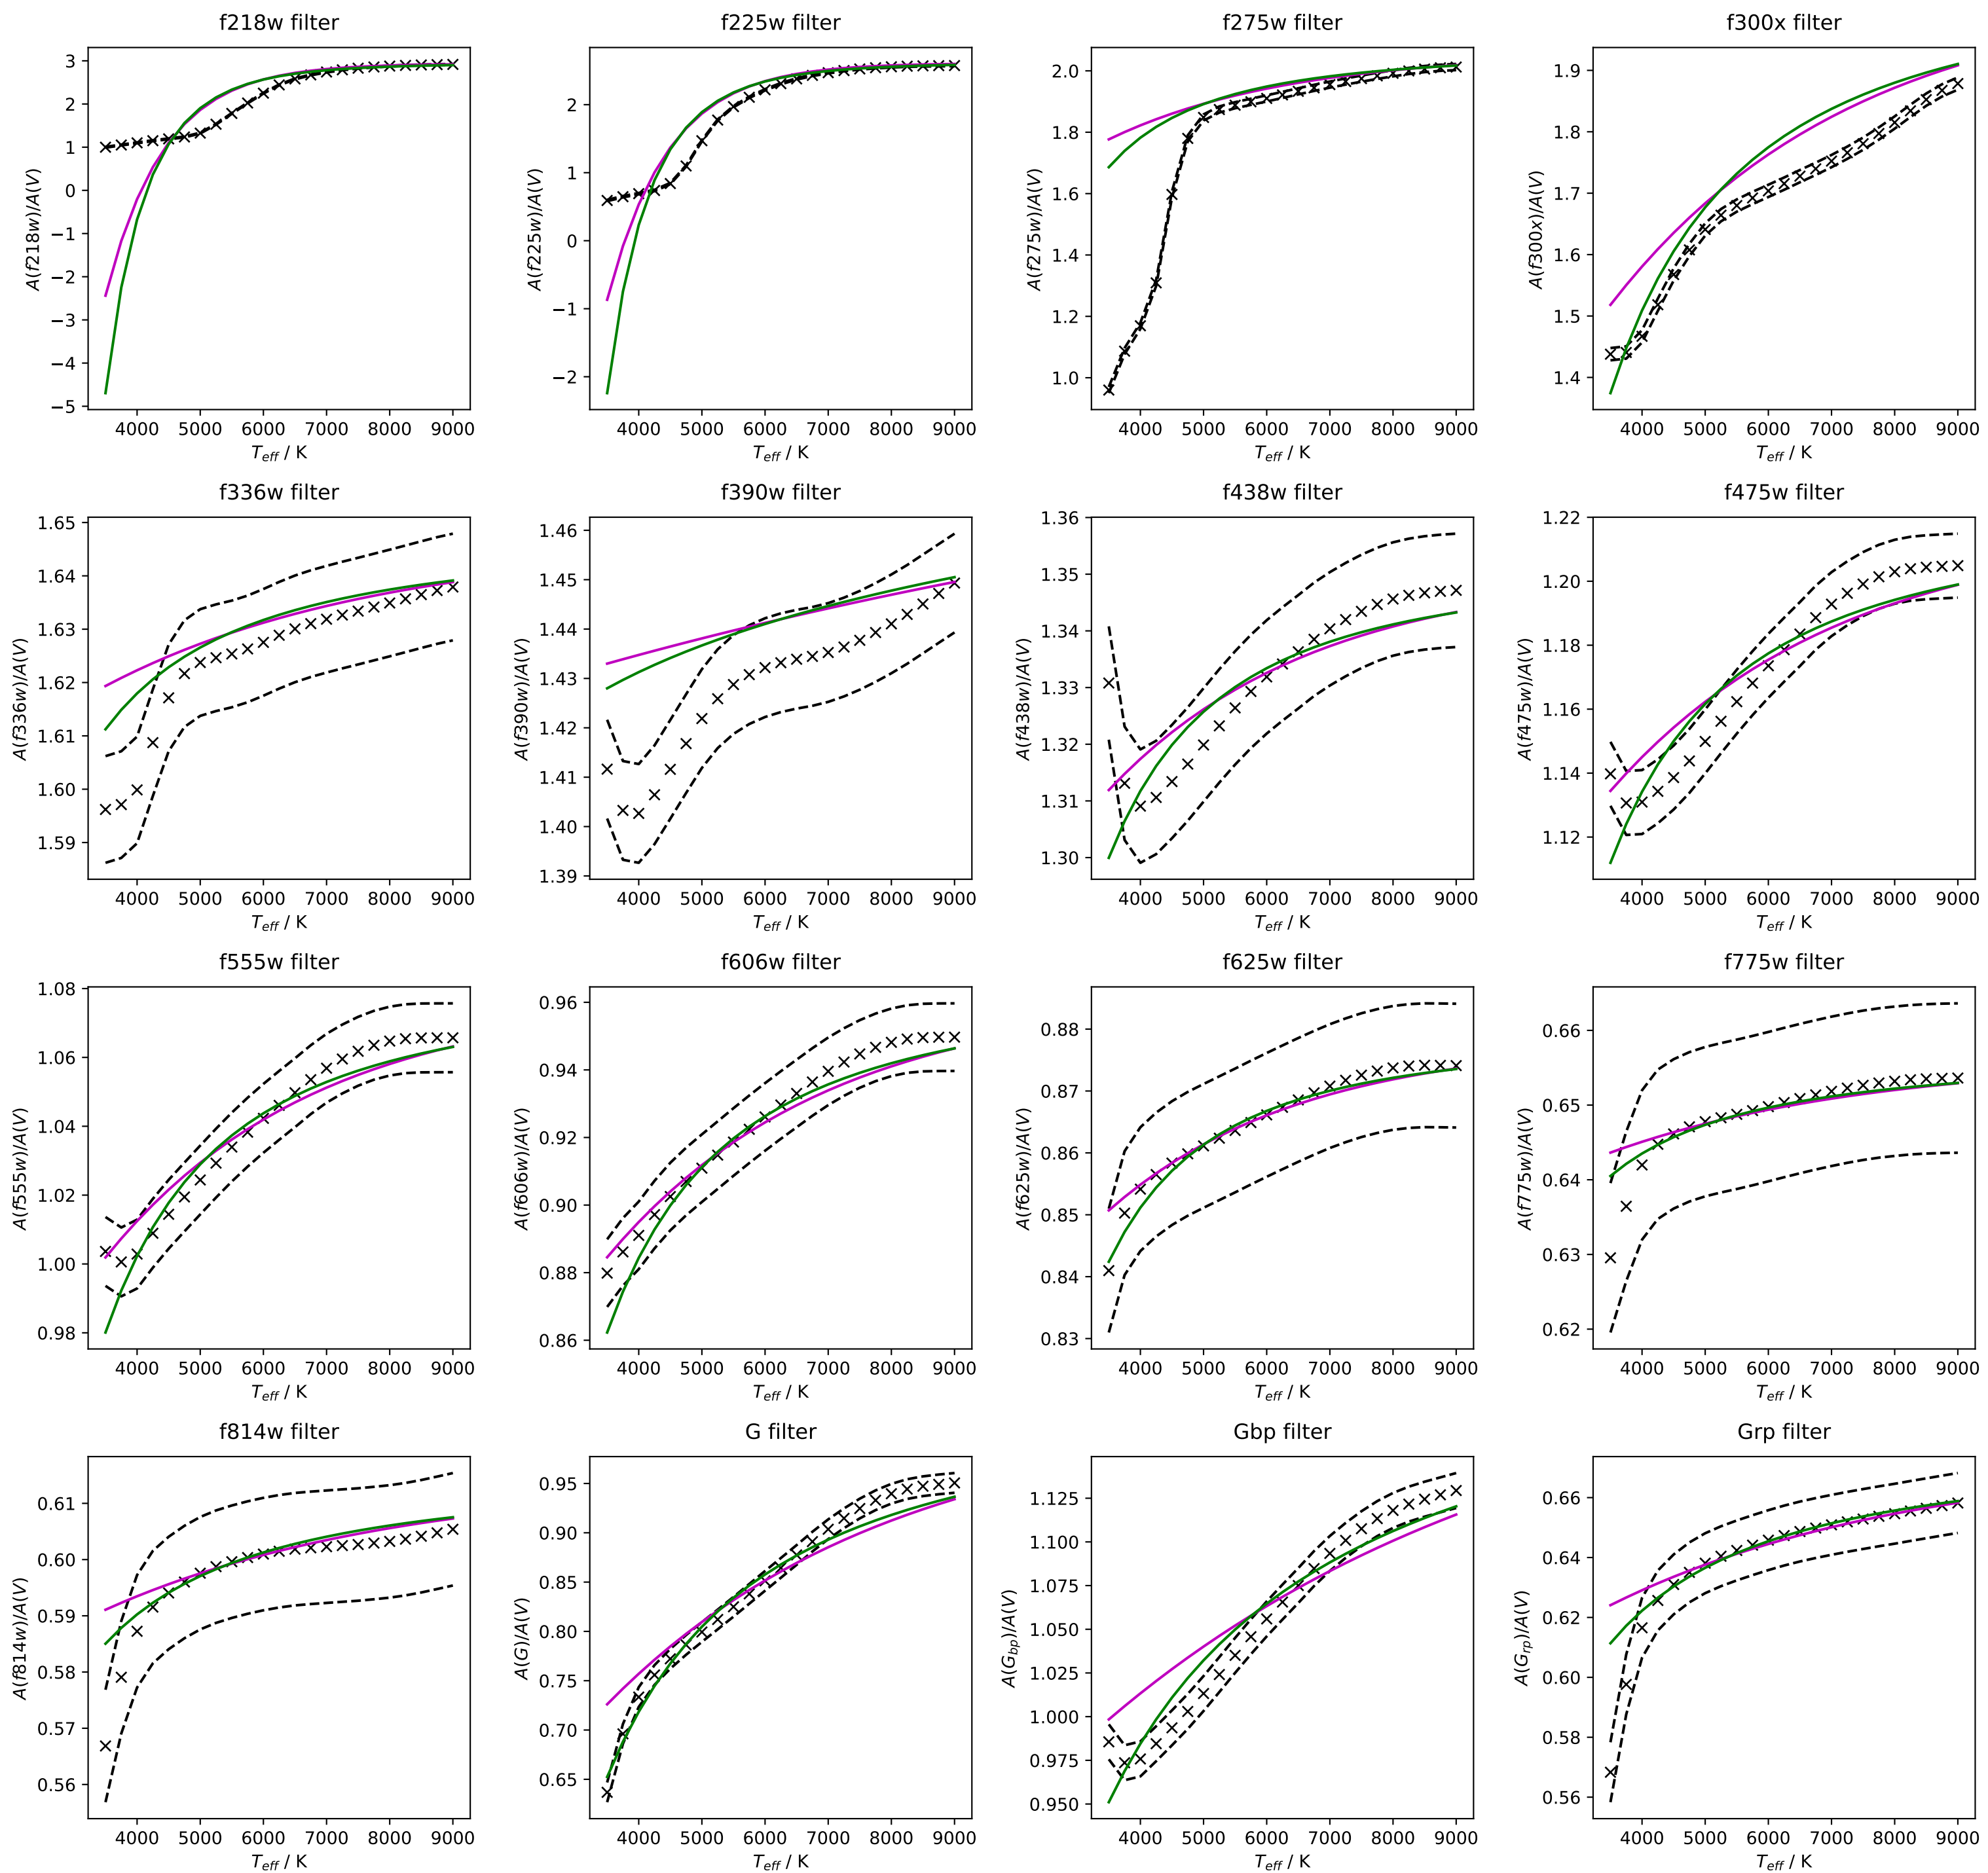 f218w filter
f225w filter
f275w filter
f300x filter
A(f218w)/A(V)
3
2
1
0
−1
−2
−3
−4
−5
4000 5000 6000 7000 8000 9000
T_eff / K
A(f225w)/A(V)
2
1
0
−1
−2
4000 5000 6000 7000 8000 9000
T_eff / K
A(f275w)/A(V)
2.0
1.8
1.6
1.4
1.2
1.0
4000 5000 6000 7000 8000 9000
T_eff / K
A(f300x)/A(V)
1.9
1.8
1.7
1.6
1.5
1.4
4000 5000 6000 7000 8000 9000
T_eff / K
f336w filter
f390w filter
f438w filter
f475w filter
A(f336w)/A(V)
1.65
1.64
1.63
1.62
1.61
1.60
1.59
4000 5000 6000 7000 8000 9000
T_eff / K
A(f390w)/A(V)
1.46
1.45
1.44
1.43
1.42
1.41
1.40
1.39
4000 5000 6000 7000 8000 9000
T_eff / K
A(f438w)/A(V)
1.36
1.35
1.34
1.33
1.32
1.31
1.30
4000 5000 6000 7000 8000 9000
T_eff / K
A(f475w)/A(V)
1.22
1.20
1.18
1.16
1.14
1.12
4000 5000 6000 7000 8000 9000
T_eff / K
f555w filter
f606w filter
f625w filter
f775w filter
A(f555w)/A(V)
1.08
1.06
1.04
1.02
1.00
0.98
4000 5000 6000 7000 8000 9000
T_eff / K
A(f606w)/A(V)
0.96
0.94
0.92
0.90
0.88
0.86
4000 5000 6000 7000 8000 9000
T_eff / K
A(f625w)/A(V)
0.88
0.87
0.86
0.85
0.84
0.83
4000 5000 6000 7000 8000 9000
T_eff / K
A(f775w)/A(V)
0.66
0.65
0.64
0.63
0.62
4000 5000 6000 7000 8000 9000
T_eff / K
f814w filter
G filter
Gbp filter
Grp filter
A(f814w)/A(V)
0.61
0.60
0.59
0.58
0.57
0.56
4000 5000 6000 7000 8000 9000
T_eff / K
A(G)/A(V)
0.95
0.90
0.85
0.80
0.75
0.70
0.65
4000 5000 6000 7000 8000 9000
T_eff / K
A(G_bp)/A(V)
1.125
1.100
1.075
1.050
1.025
1.000
0.975
0.950
4000 5000 6000 7000 8000 9000
T_eff / K
A(G_rp)/A(V)
0.66
0.64
0.62
0.60
0.58
0.56
4000 5000 6000 7000 8000 9000
T_eff / K